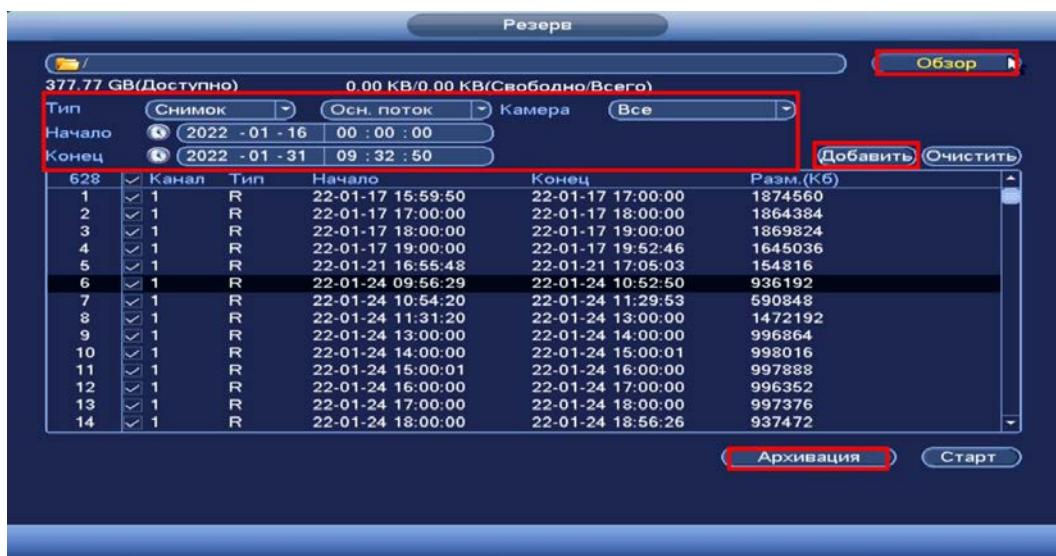 Резерв
/ Обзор
377.77 GB(Доступно) 0.00 KB/0.00 KB(Свободно/Всего)
Тип Снимок Осн. поток Камера Все
Начало 2022 -01 -16 00 :00 :00
Конец 2022 -01 -31 09 :32 :50 Добавить Очистить
628 Канал Тип Начало Конец Разм.(Кб)
1 1 R 22-01-17 15:59:50 22-01-17 17:00:00 1874560
2 1 R 22-01-17 17:00:00 22-01-17 18:00:00 1864384
3 1 R 22-01-17 18:00:00 22-01-17 19:00:00 1869824
4 1 R 22-01-17 19:00:00 22-01-17 19:52:46 1645036
5 1 R 22-01-21 16:55:48 22-01-21 17:05:03 154816
6 1 R 22-01-24 09:56:29 22-01-24 10:52:50 936192
7 1 R 22-01-24 10:54:20 22-01-24 11:29:53 590848
8 1 R 22-01-24 11:31:20 22-01-24 13:00:00 1472192
9 1 R 22-01-24 13:00:00 22-01-24 14:00:00 996864
10 1 R 22-01-24 14:00:00 22-01-24 15:00:01 998016
11 1 R 22-01-24 15:00:01 22-01-24 16:00:00 997888
12 1 R 22-01-24 16:00:00 22-01-24 17:00:00 996352
13 1 R 22-01-24 17:00:00 22-01-24 18:00:00 997376
14 1 R 22-01-24 18:00:00 22-01-24 18:56:26 937472
Архивация Старт